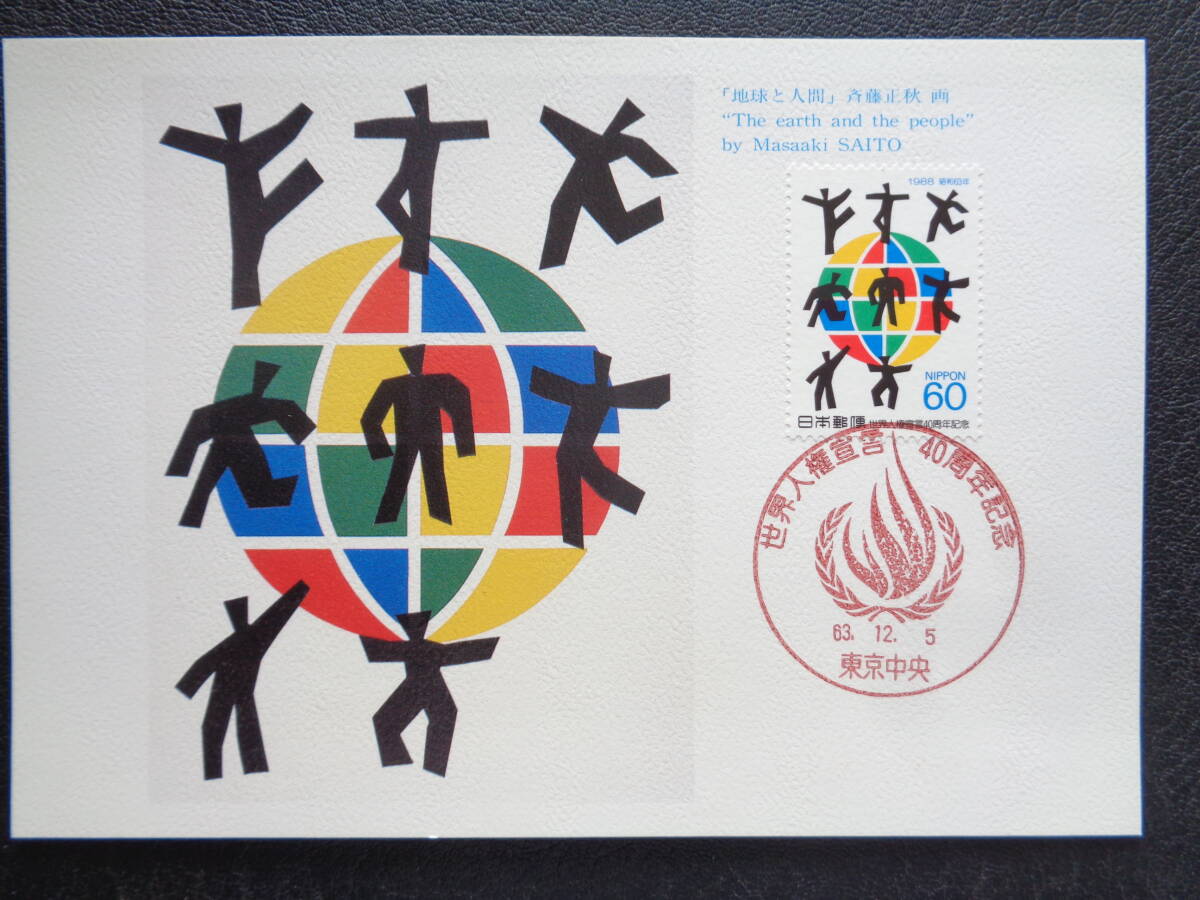 「地球と人間」 斉藤正秋 画
“The earth and the people”
by Masaaki SAITO
1988 昭和63年
NIPPON
60
日本郵便 世界人権宣言40周年記念
世界人権宣言 40周年記念
63. 12. 5
東京中央